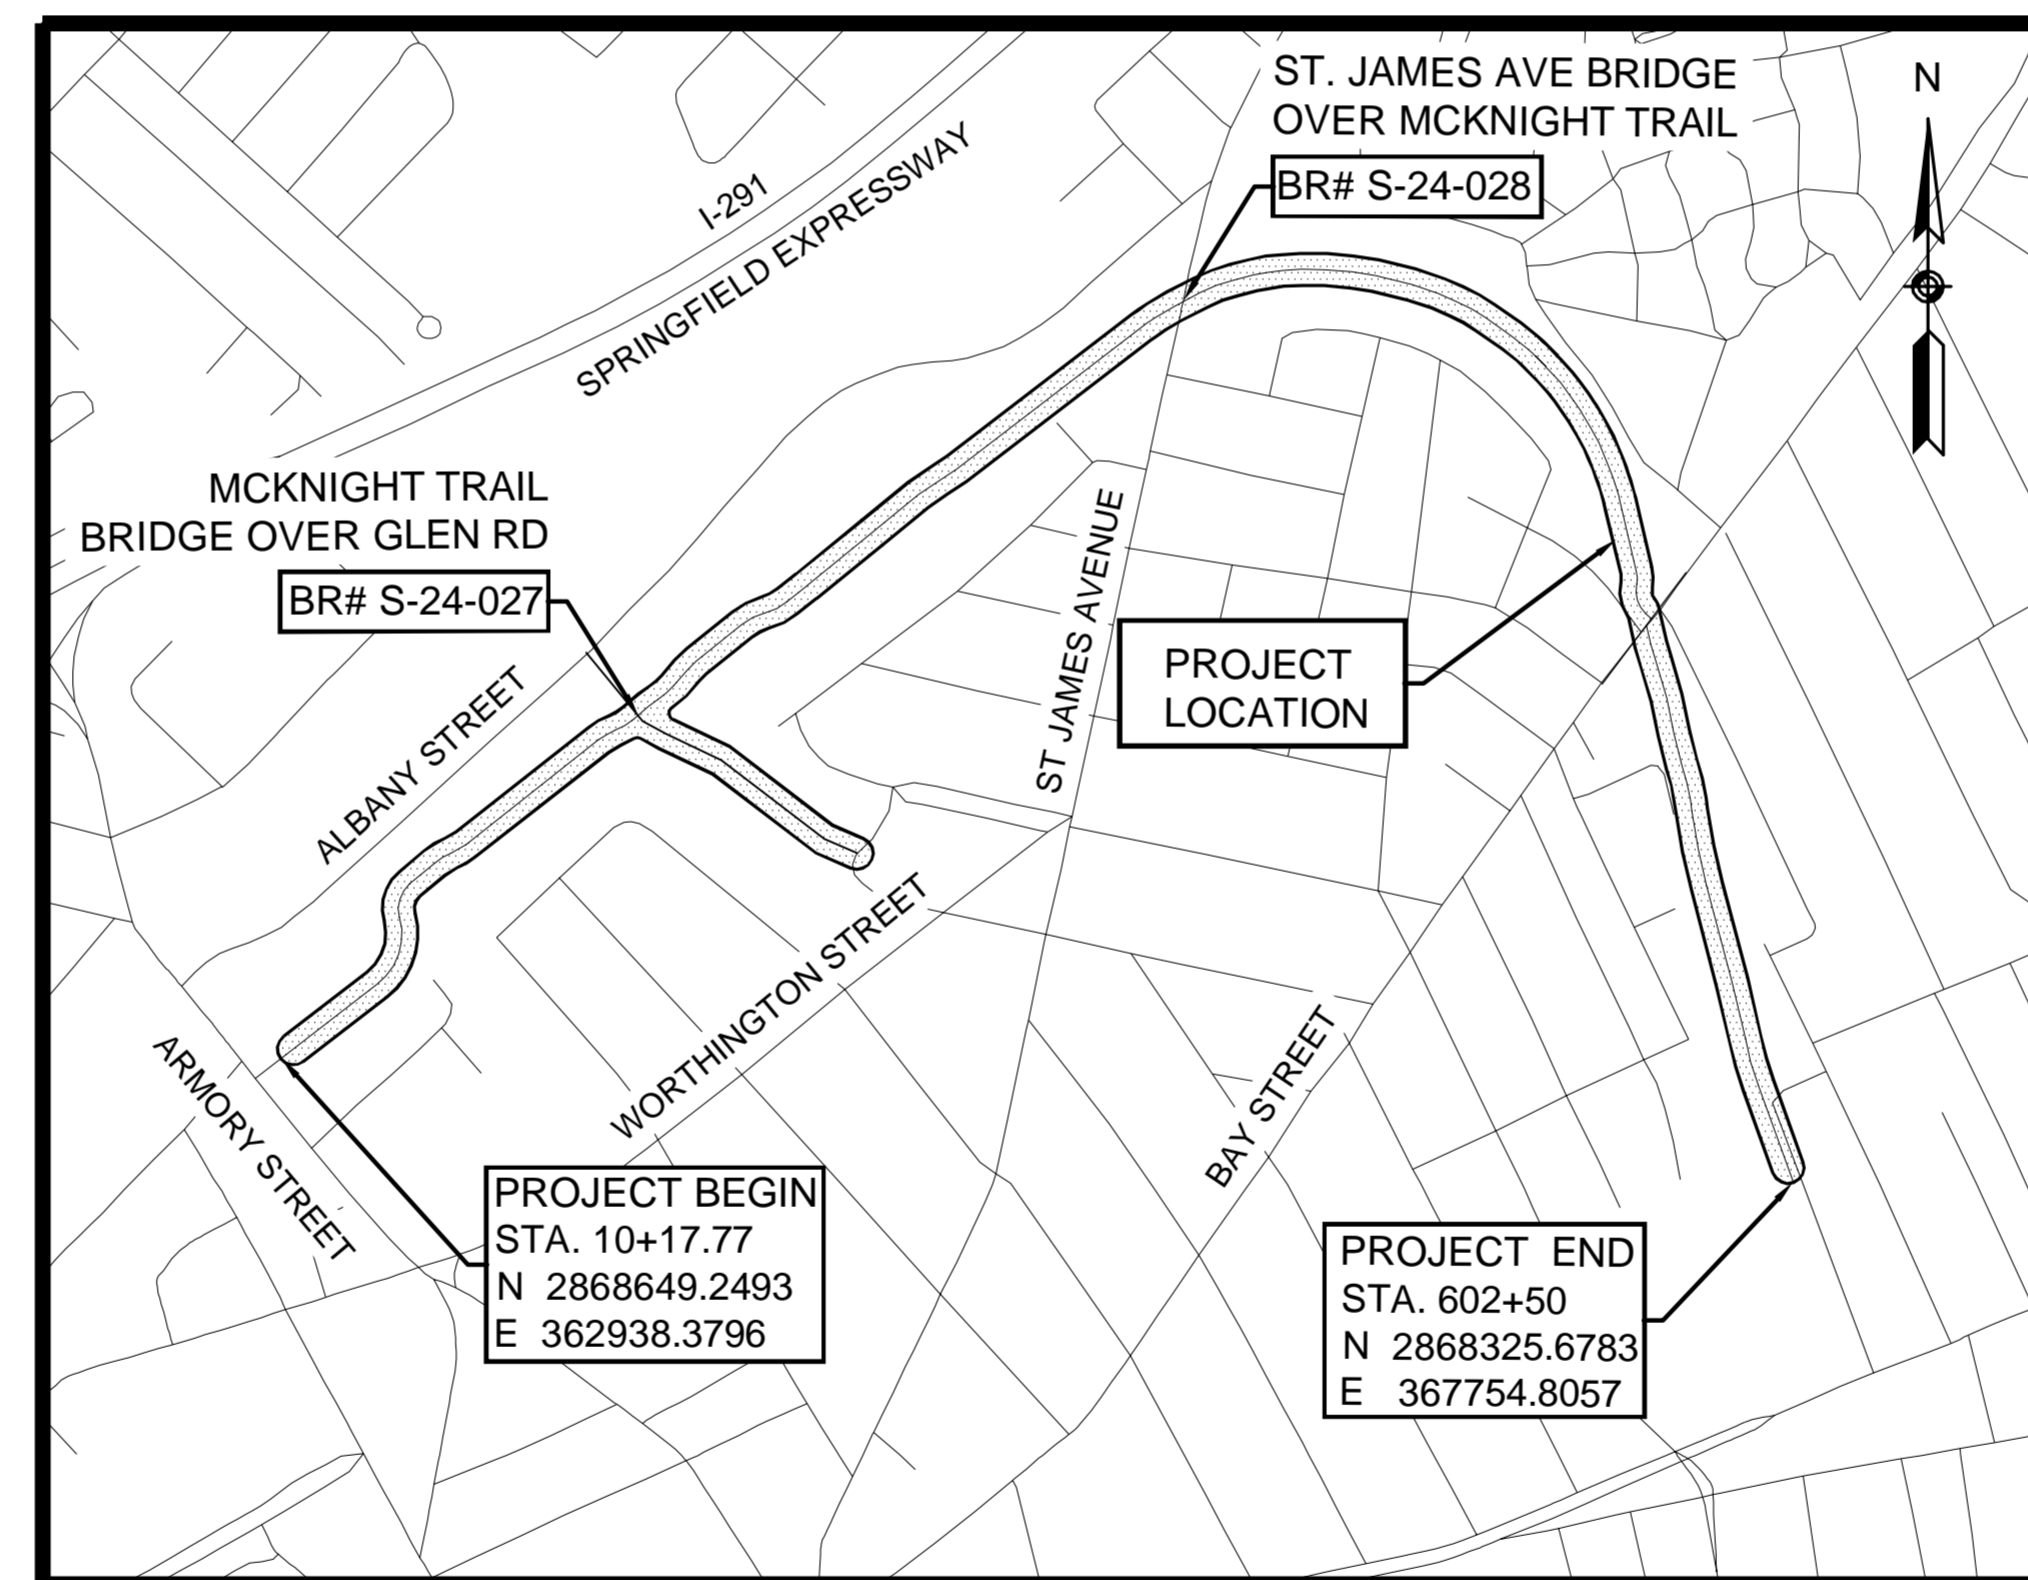 ST. JAMES AVE BRIDGE
OVER MCKNIGHT TRAIL
BR# S-24-028
N
I-291
SPRINGFIELD EXPRESSWAY
MCKNIGHT TRAIL
BRIDGE OVER GLEN RD
BR# S-24-027
ST JAMES AVENUE
PROJECT
LOCATION
ALBANY STREET
WORTHINGTON STREET
ARMORY STREET
BAY STREET
PROJECT BEGIN
STA. 10+17.77
N 2868649.2493
E 362938.3796
PROJECT END
STA. 602+50
N 2868325.6783
E 367754.8057